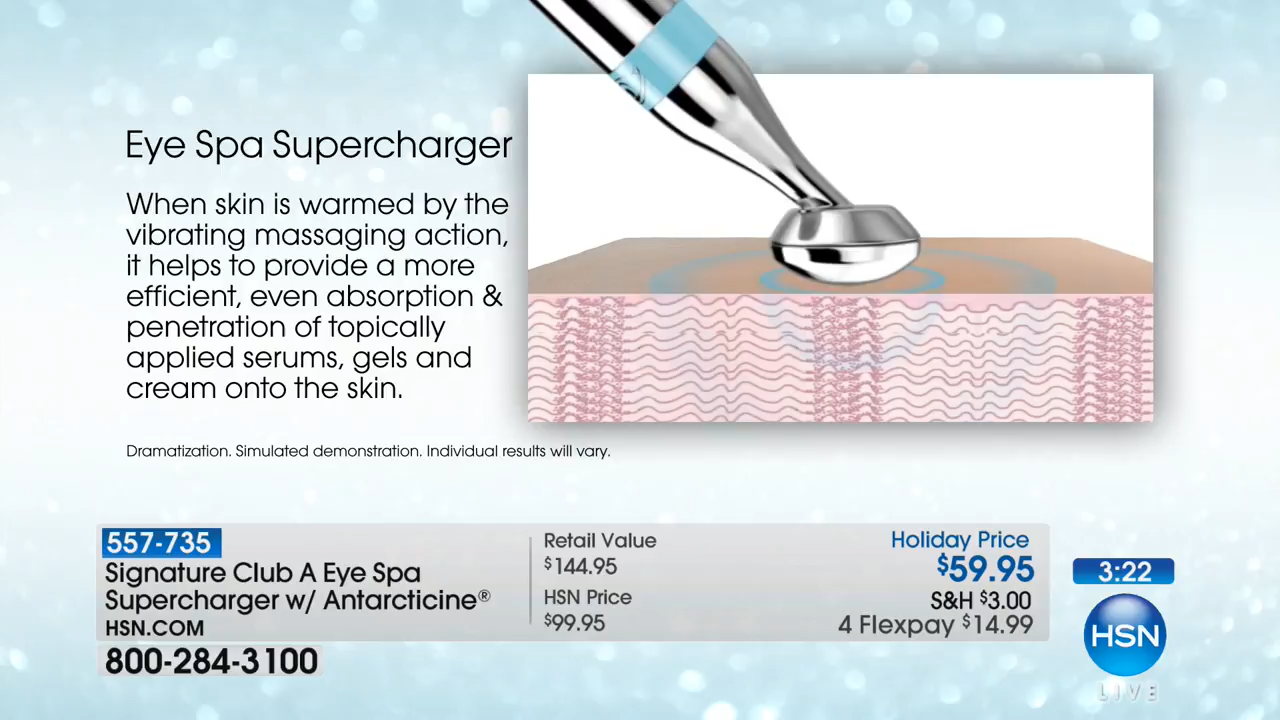 Eye Spa Supercharger
When skin is warmed by the
vibrating massaging action,
it helps to provide a more
efficient, even absorption &
penetration of topically
applied serums, gels and
cream onto the skin.
Dramatization. Simulated demonstration. Individual results will vary.
557-735
Signature Club A Eye Spa
Supercharger w/ Antarcticine®
HSN.COM
800-284-3100
Retail Value
$144.95
HSN Price
$99.95
Holiday Price
$59.95
S&H $3.00
4 Flexpay $14.99
3:22
HSN
LIVE